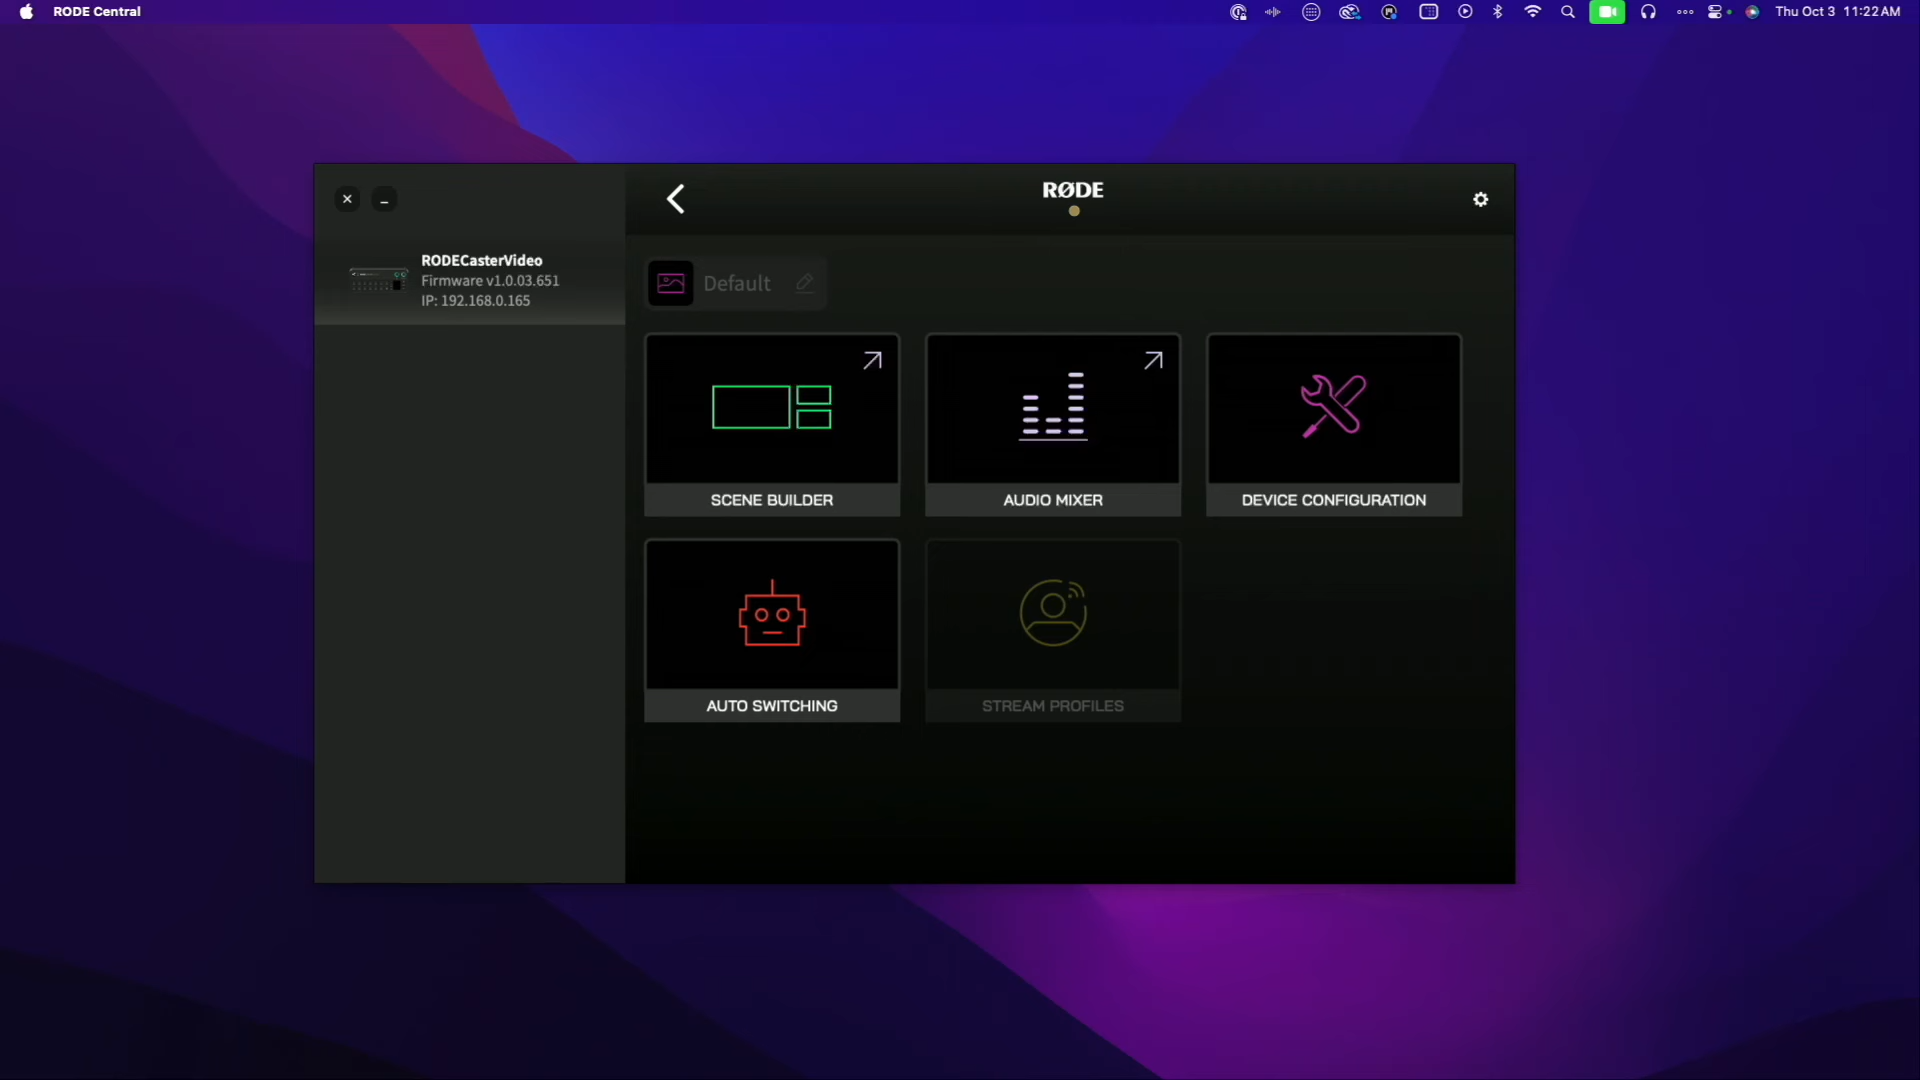 RODE Central
Thu Oct 3 11:22 AM
RØDE
RODECasterVideo
Firmware v1.0.03.651
IP: 192.168.0.165
Default
SCENE BUILDER
AUDIO MIXER
DEVICE CONFIGURATION
AUTO SWITCHING
STREAM PROFILES